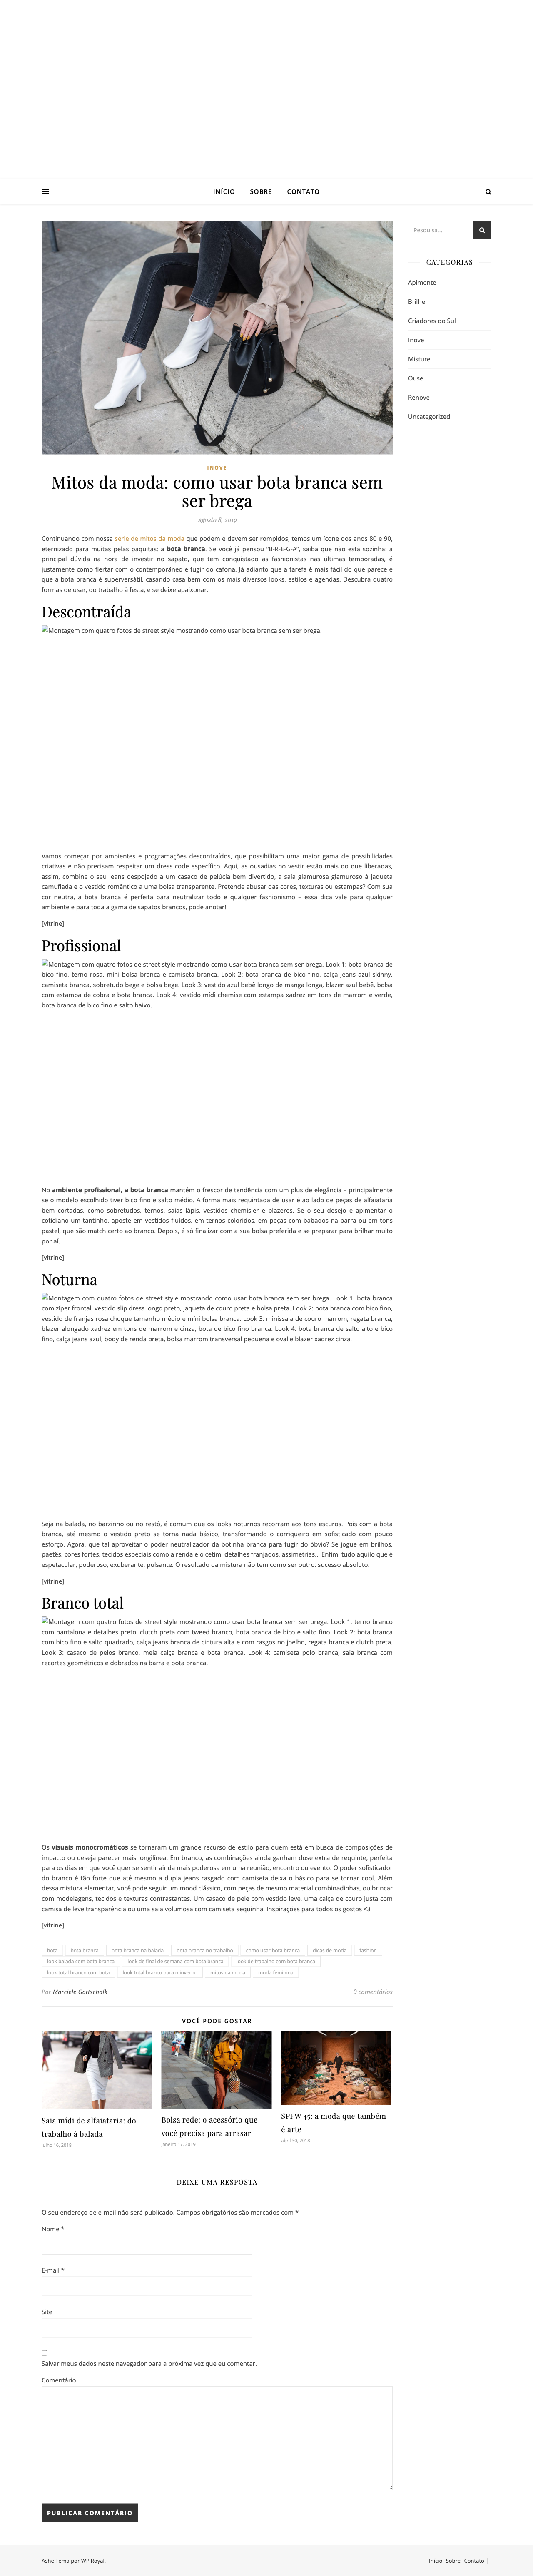 INÍCIO SOBRE CONTATO
INOVE
Mitos da moda: como usar bota branca sem
ser brega
agosto 8, 2019
Continuando com nossa série de mitos da moda que podem e devem ser rompidos, temos um ícone dos anos 80 e 90,
eternizado para muitas pelas paquitas: a bota branca. Se você já pensou "B-R-E-G-A", saiba que não está sozinha: a
principal dúvida na hora de investir no sapato, que tem conquistado as fashionistas nas últimas temporadas, é
justamente como flertar com o contemporâneo e fugir do cafona. Já adianto que a tarefa é mais fácil do que parece e
que a bota branca é superversátil, casando casa bem com os mais diversos looks, estilos e agendas. Descubra quatro
formas de usar, do trabalho à festa, e se deixe apaixonar.
Descontraída
Montagem com quatro fotos de street style mostrando como usar bota branca sem ser brega.
Vamos começar por ambientes e programações descontraídos, que possibilitam uma maior gama de possibilidades
criativas e não precisam respeitar um dress code específico. Aqui, as ousadias no vestir estão mais do que liberadas,
assim, combine o seu jeans despojado a um casaco de pelúcia bem divertido, a saia glamurosa glamuroso à jaqueta
camuflada e o vestido romântico a uma bolsa transparente. Pretende abusar das cores, texturas ou estampas? Com sua
cor neutra, a bota branca é perfeita para neutralizar todo e qualquer fashionismo – essa dica vale para qualquer
ambiente e para toda a gama de sapatos brancos, pode anotar!
[vitrine]
Profissional
Montagem com quatro fotos de street style mostrando como usar bota branca sem ser brega. Look 1: bota branca de
bico fino, terno rosa, míni bolsa branca e camiseta branca. Look 2: bota branca de bico fino, calça jeans azul skinny,
camiseta branca, sobretudo bege e bolsa bege. Look 3: vestido azul bebê longo de manga longa, blazer azul bebê, bolsa
com estampa de cobra e bota branca. Look 4: vestido mídi chemise com estampa xadrez em tons de marrom e verde,
bota branca de bico fino e salto baixo.
No ambiente profissional, a bota branca mantém o frescor de tendência com um plus de elegância – principalmente
se o modelo escolhido tiver bico fino e salto médio. A forma mais requintada de usar é ao lado de peças de alfaiataria
bem cortadas, como sobretudos, ternos, saias lápis, vestidos chemisier e blazeres. Se o seu desejo é apimentar o
cotidiano um tantinho, aposte em vestidos fluídos, em ternos coloridos, em peças com babados na barra ou em tons
pastel, que são match certo ao branco. Depois, é só finalizar com a sua bolsa preferida e se preparar para brilhar muito
por aí.
[vitrine]
Noturna
Montagem com quatro fotos de street style mostrando como usar bota branca sem ser brega. Look 1: bota branca
com zíper frontal, vestido slip dress longo preto, jaqueta de couro preta e bolsa preta. Look 2: bota branca com bico fino,
vestido de franjas rosa choque tamanho médio e míni bolsa branca. Look 3: minissaia de couro marrom, regata branca,
blazer alongado xadrez em tons de marrom e cinza, bota de bico fino branca. Look 4: bota branca de salto alto e bico
fino, calça jeans azul, body de renda preta, bolsa marrom transversal pequena e oval e blazer xadrez cinza.
Seja na balada, no barzinho ou no restô, é comum que os looks noturnos recorram aos tons escuros. Pois com a bota
branca, até mesmo o vestido preto se torna nada básico, transformando o corriqueiro em sofisticado com pouco
esforço. Agora, que tal aproveitar o poder neutralizador da botinha branca para fugir do óbvio? Se jogue em brilhos,
paetês, cores fortes, tecidos especiais como a renda e o cetim, detalhes franjados, assimetrias... Enfim, tudo aquilo que é
espetacular, poderoso, exuberante, pulsante. O resultado da mistura não tem como ser outro: sucesso absoluto.
[vitrine]
Branco total
Montagem com quatro fotos de street style mostrando como usar bota branca sem ser brega. Look 1: terno branco
com pantalona e detalhes preto, clutch preta com tweed branco, bota branca de bico e salto fino. Look 2: bota branca
com bico fino e salto quadrado, calça jeans branca de cintura alta e com rasgos no joelho, regata branca e clutch preta.
Look 3: casaco de pelos branco, meia calça branca e bota branca. Look 4: camiseta polo branca, saia branca com
recortes geométricos e dobrados na barra e bota branca.
Os visuais monocromáticos se tornaram um grande recurso de estilo para quem está em busca de composições de
impacto ou deseja parecer mais longilínea. Em branco, as combinações ainda ganham dose extra de requinte, perfeita
para os dias em que você quer se sentir ainda mais poderosa em uma reunião, encontro ou evento. O poder sofisticador
do branco é tão forte que até mesmo a dupla jeans rasgado com camiseta deixa o básico para se tornar cool. Além
dessa mistura elementar, você pode seguir um mood clássico, com peças de mesmo material combinadinhas, ou brincar
com modelagens, tecidos e texturas contrastantes. Um casaco de pele com vestido leve, uma calça de couro justa com
camisa de leve transparência ou uma saia volumosa com camiseta sequinha. Inspirações para todos os gostos <3
[vitrine]
bota bota branca bota branca na balada bota branca no trabalho como usar bota branca dicas de moda fashion
look balada com bota branca look de final de semana com bota branca look de trabalho com bota branca
look total branco com bota look total branco para o inverno mitos da moda moda feminina
Por Marciele Gottschalk 0 comentários
VOCÊ PODE GOSTAR
Saia mídi de alfaiataria: do
trabalho à balada
julho 16, 2018
Bolsa rede: o acessório que
você precisa para arrasar
janeiro 17, 2019
SPFW 45: a moda que também
é arte
abril 30, 2018
DEIXE UMA RESPOSTA
O seu endereço de e-mail não será publicado. Campos obrigatórios são marcados com *
Nome *
E-mail *
Site
Salvar meus dados neste navegador para a próxima vez que eu comentar.
Comentário
PUBLICAR COMENTÁRIO
Pesquisa...
CATEGORIAS
Apimente
Brilhe
Criadores do Sul
Inove
Misture
Ouse
Renove
Uncategorized
Ashe Tema por WP Royal. Início Sobre Contato |